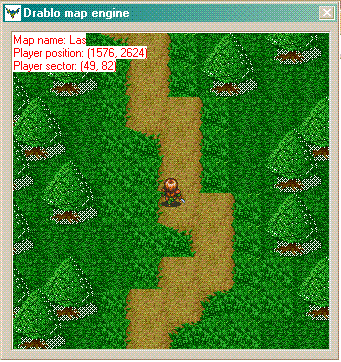 Drablo map engine
Map name: Las
Player position: (1576, 2624)
Player sector: (49, 82)